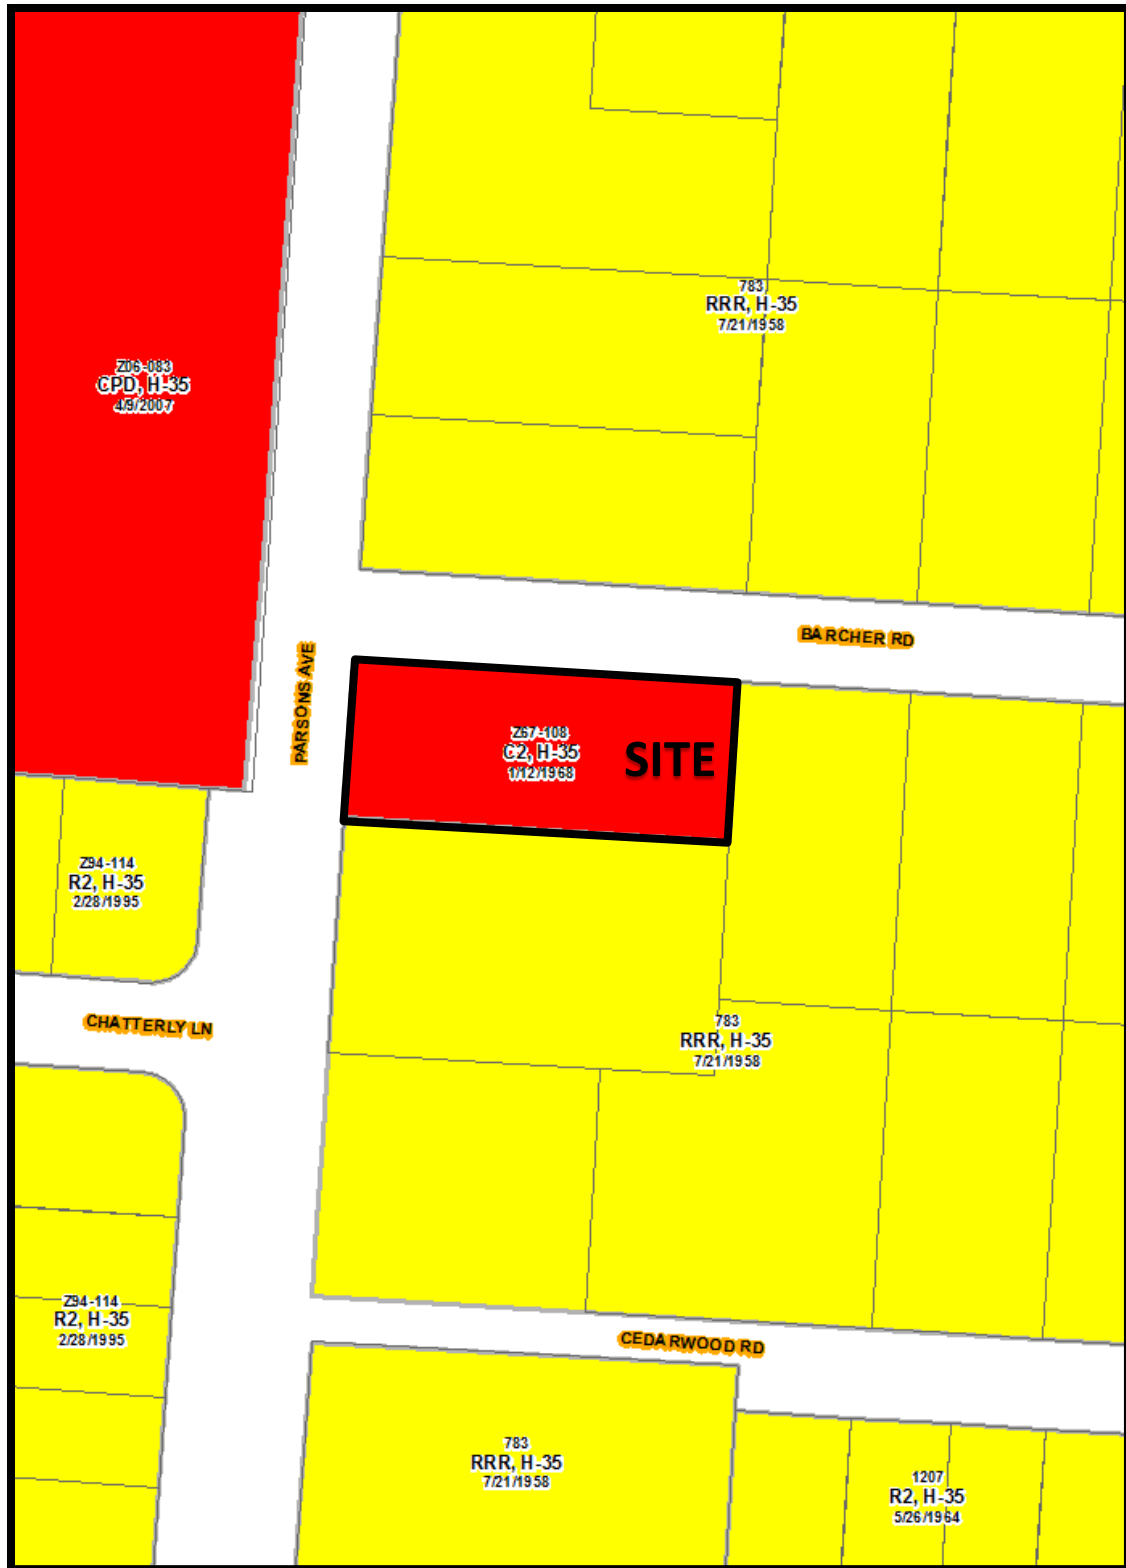 783
RRR, H-35
7/21/1958
Z06-083
CPD, H-35
4/9/2007
BARCHER RD
PARSONS AVE
Z67-108
C2, H-35
1/12/1968
SITE
Z94-114
R2, H-35
2/28/1995
CHATTERLY LN
783
RRR, H-35
7/21/1958
Z94-114
R2, H-35
2/28/1995
CEDARWOOD RD
783
RRR, H-35
7/21/1958
1207
R2, H-35
5/26/1964